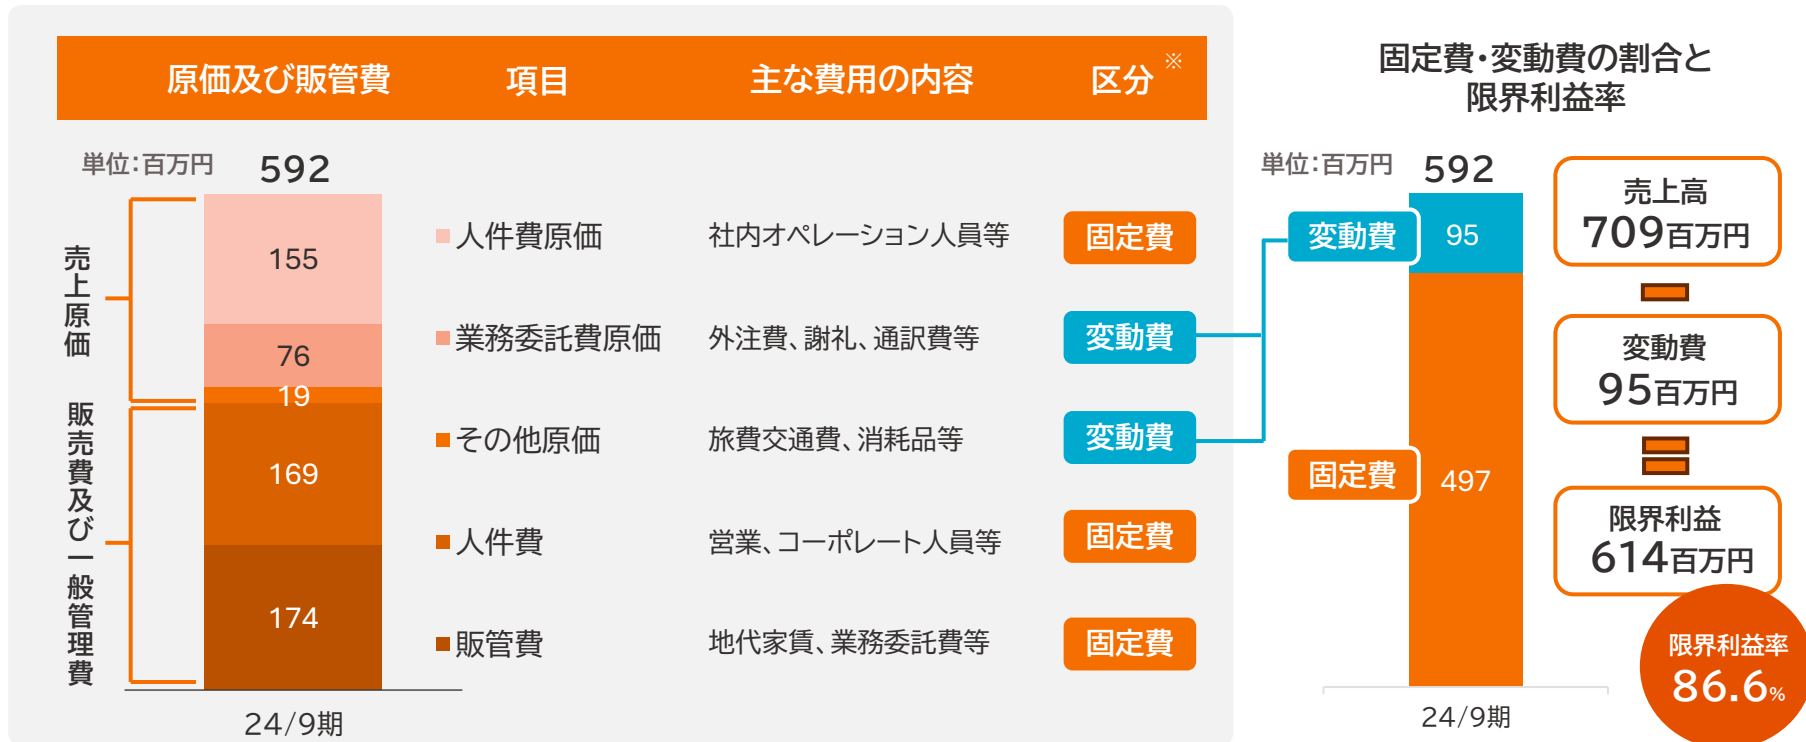 原価及び販管費 項目 主な費用の内容 区分※
単位:百万円
592
売上原価
販売費及び一般管理費
155
76
19
169
174
24/9期
人件費原価 社内オペレーション人員等 固定費
業務委託費原価 外注費、謝礼、通訳費等 変動費
その他原価 旅費交通費、消耗品等 変動費
人件費 営業、コーポレート人員等 固定費
販管費 地代家賃、業務委託費等 固定費
固定費・変動費の割合と
限界利益率
単位:百万円
592
変動費 95
固定費 497
24/9期
売上高
709百万円
変動費
95百万円
限界利益
614百万円
限界利益率
86.6%